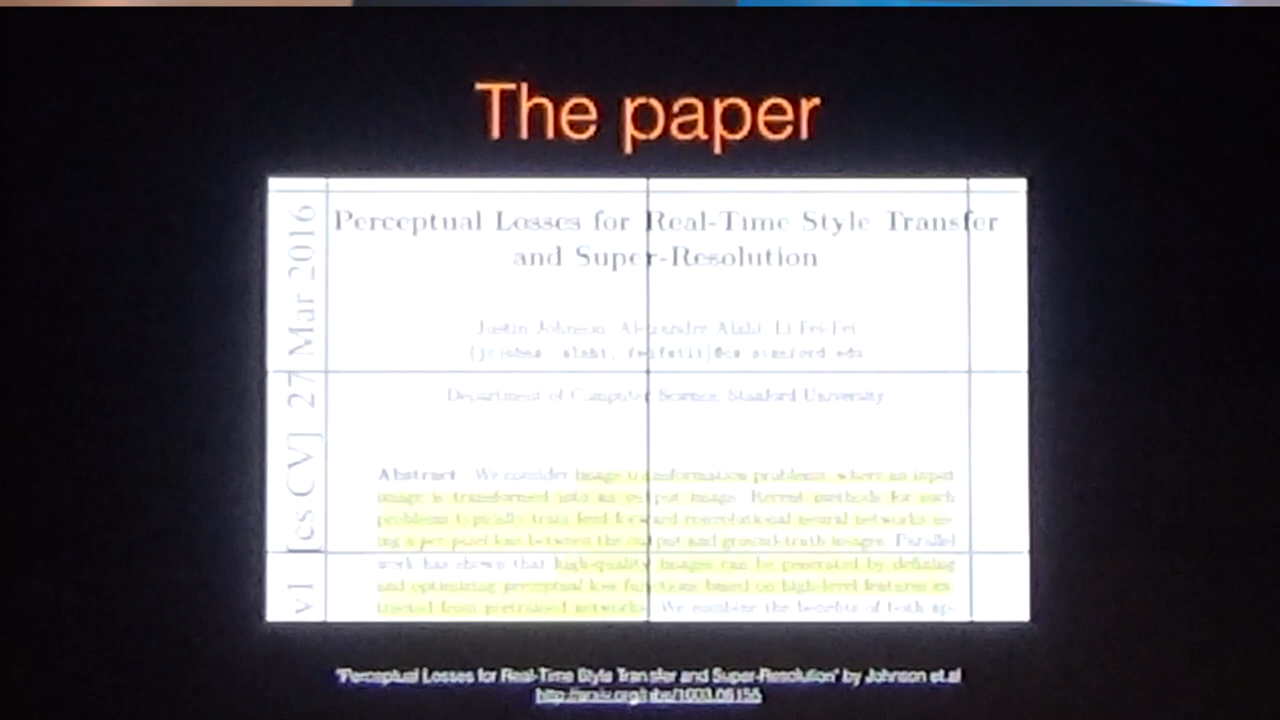 The paper
v1 [cs CV] 27 Mar 2016
Perceptual Losses for Real-Time Style Transfer
and Super-Resolution
Justin Johnson, Alexandre Alahi, Li Fei-Fei
Department of Computer Science, Stanford University
Abstract We consider image transformation problems, where an input
image is transformed into an output image. Recent methods for such
problems typically train feed forward convolutional neural networks us-
ing a per pixel loss between the output and ground-truth images. Parallel
work has shown that high-quality images can be generated by defining
and optimizing perceptual loss functions based on high-level features ex-
tracted from pretrained networks. We combine the benefits of both ap-
"Perceptual Losses for Real-Time Style Transfer and Super-Resolution" by Johnson et.al